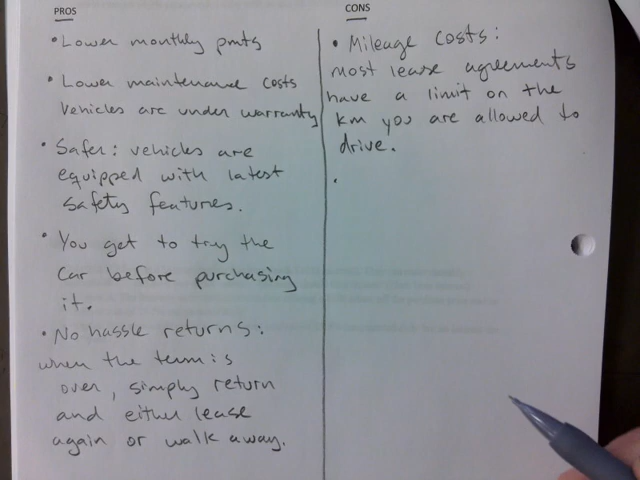 PROS
• Lower monthly pmts
• Lower maintenance costs
Vehicles are under warranty
• Safer: vehicles are
equipped with latest
safety features.
• You get to try the
car before purchasing
it.
• No hassle returns:
when the term is
over, simply return
and either lease
again or walk away.
CONS
• Mileage costs:
most lease agreements
have a limit on the
km you are allowed to
drive.
•